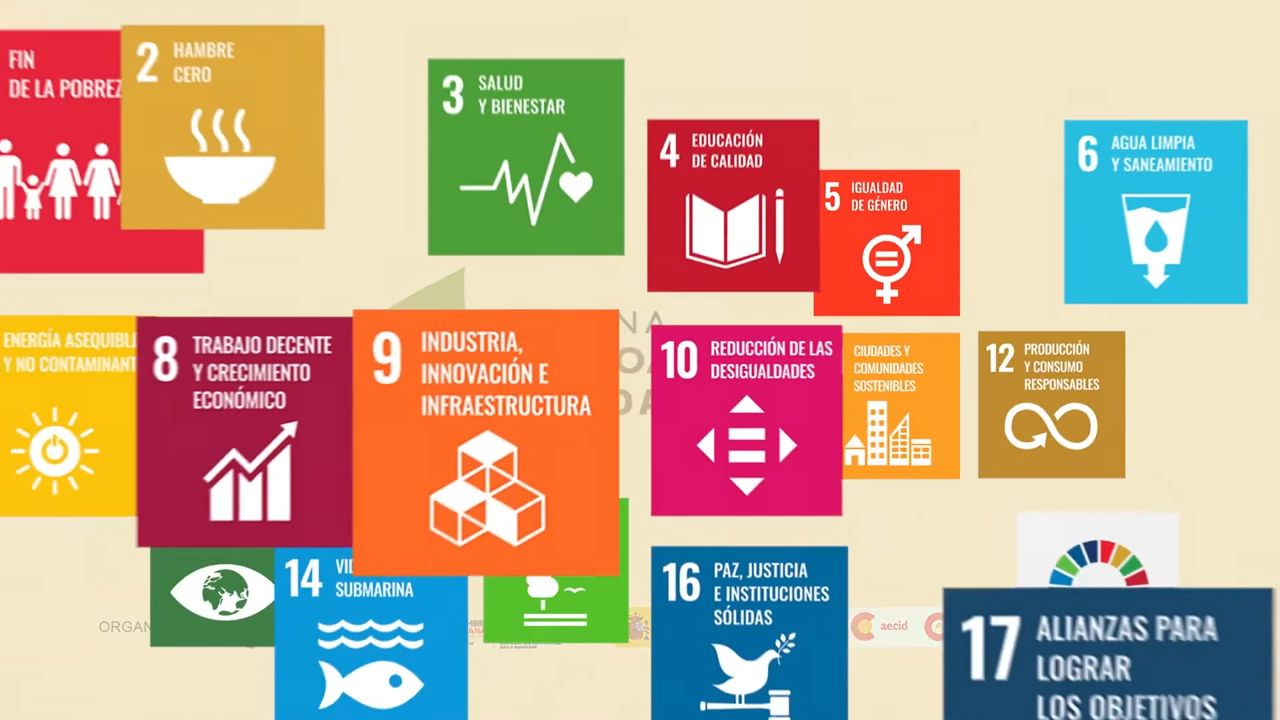 FIN
DE LA POBREZ
2 HAMBRE
CERO
3 SALUD
Y BIENESTAR
4 EDUCACIÓN
DE CALIDAD
5 IGUALDAD
DE GÉNERO
6 AGUA LIMPIA
Y SANEAMIENTO
ENERGÍA ASEQUIBL
Y NO CONTAMINANT
8 TRABAJO DECENTE
Y CRECIMIENTO
ECONÓMICO
9 INDUSTRIA,
INNOVACIÓN E
INFRAESTRUCTURA
10 REDUCCIÓN DE LAS
DESIGUALDADES
CIUDADES Y
COMUNIDADES
SOSTENIBLES
12 PRODUCCIÓN
Y CONSUMO
RESPONSABLES
14 VID
SUBMARINA
16 PAZ, JUSTICIA
E INSTITUCIONES
SÓLIDAS
17 ALIANZAS PARA
LOGRAR
LOS OBJETIVOS
ORGAN
aecid